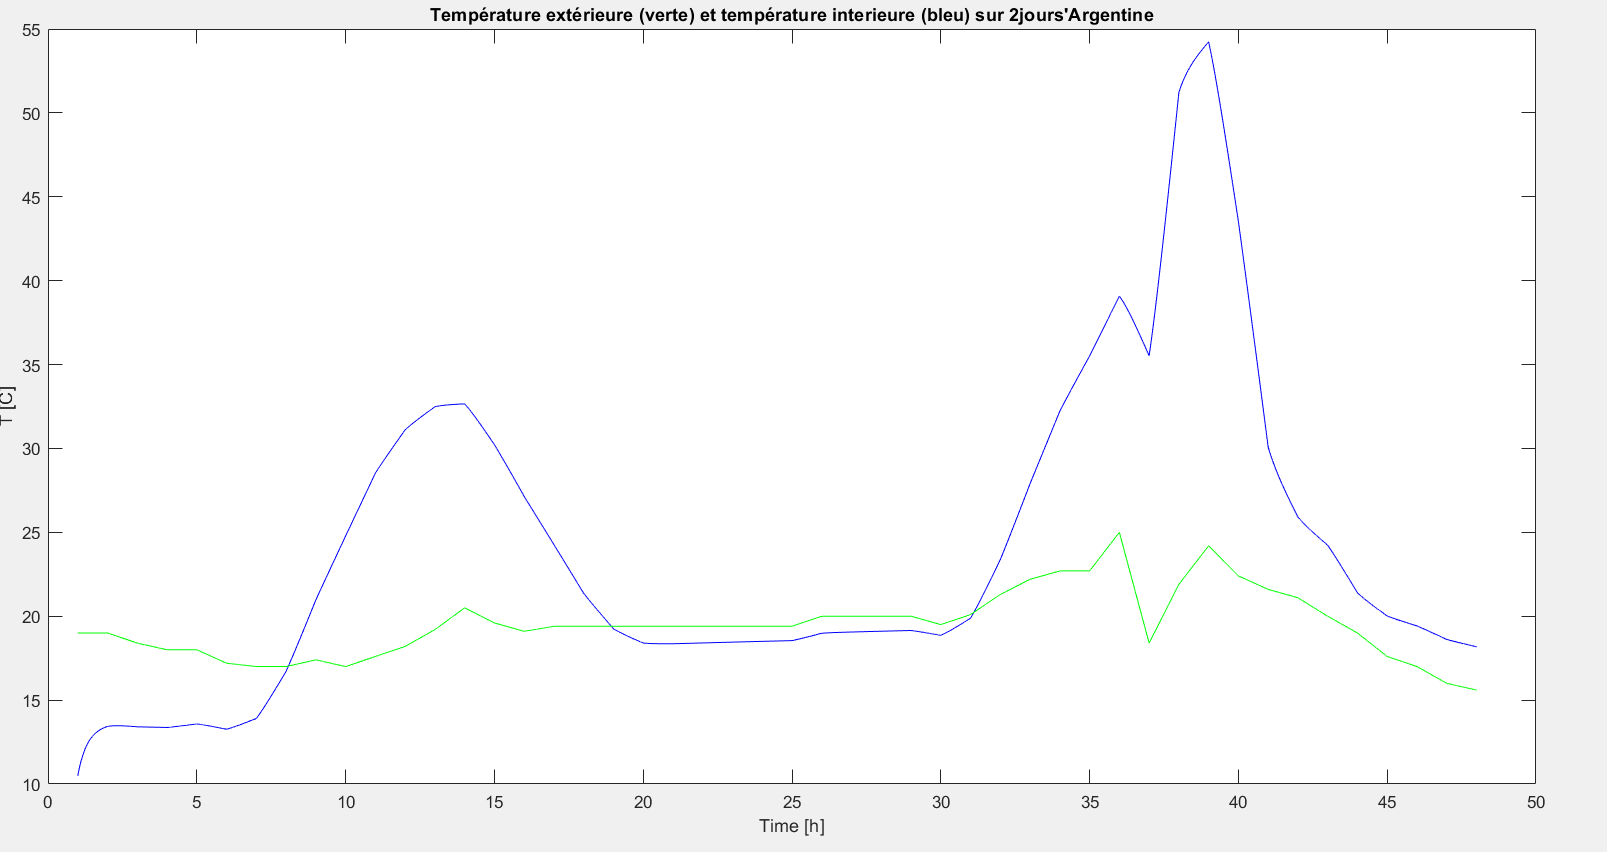 Température extérieure (verte) et température interieure (bleu) sur 2jours'Argentine
55
50
45
40
35
30
25
20
15
10
T [C]
0 5 10 15 20 25 30 35 40 45 50
Time [h]